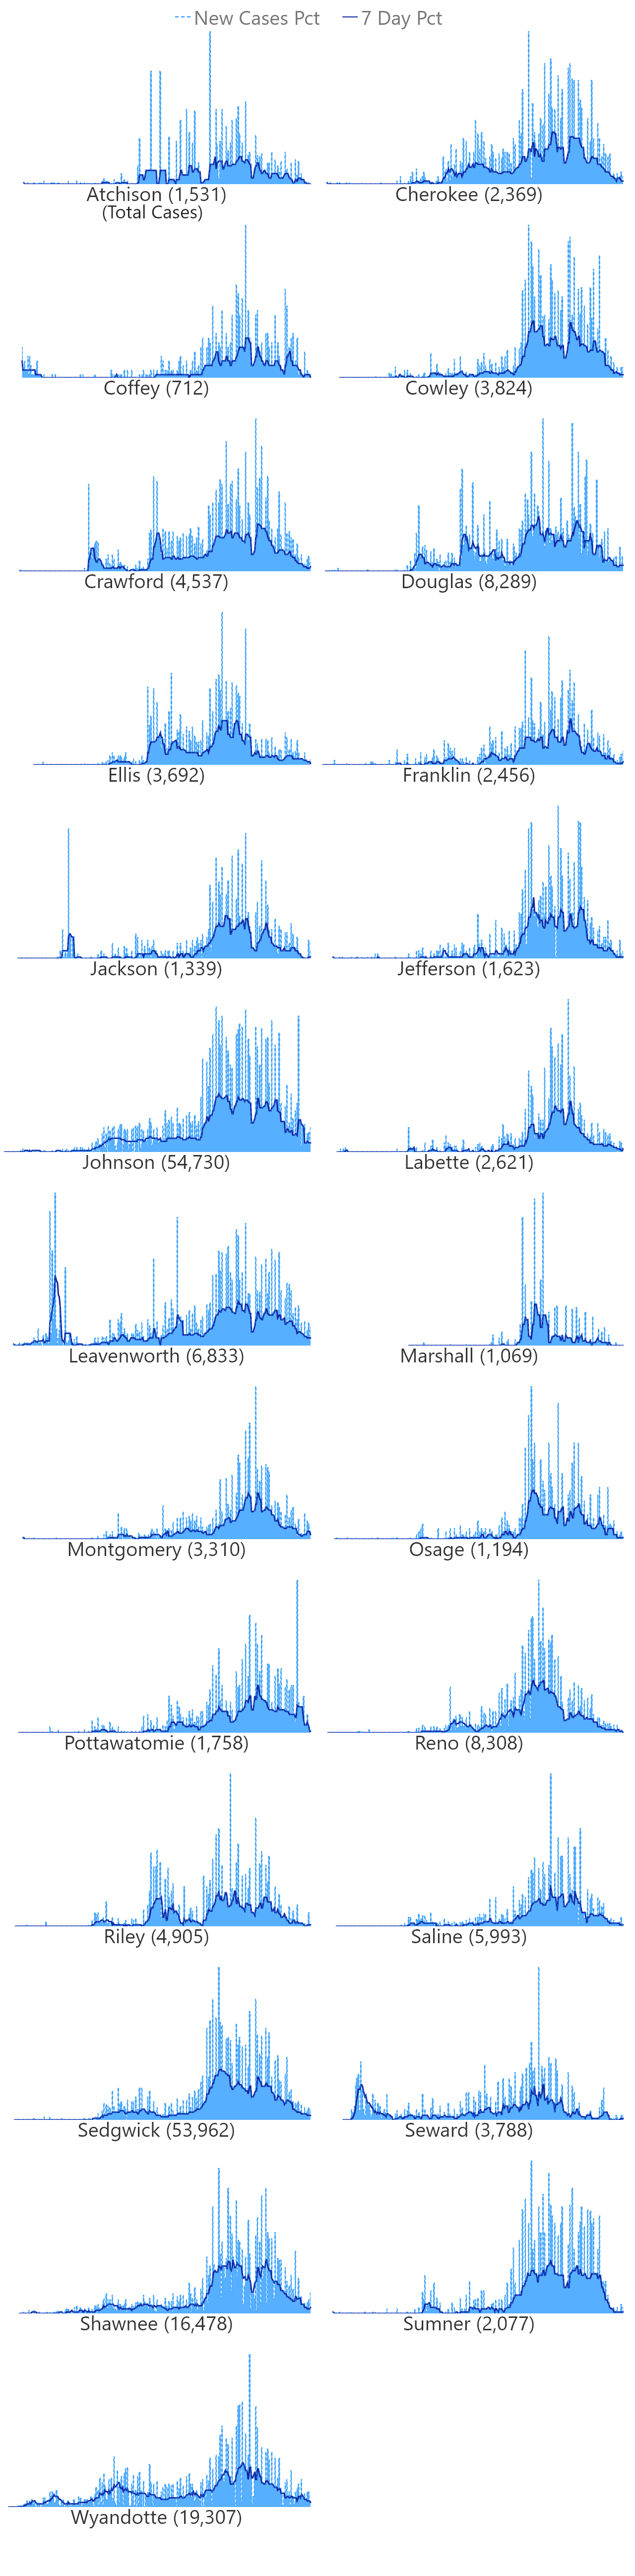 New Cases Pct 7 Day Pct
Atchison (1,531) Cherokee (2,369)
(Total Cases)
Coffey (712) Cowley (3,824)
Crawford (4,537) Douglas (8,289)
Ellis (3,692) Franklin (2,456)
Jackson (1,339) Jefferson (1,623)
Johnson (54,730) Labette (2,621)
Leavenworth (6,833) Marshall (1,069)
Montgomery (3,310) Osage (1,194)
Pottawatomie (1,758) Reno (8,308)
Riley (4,905) Saline (5,993)
Sedgwick (53,962) Seward (3,788)
Shawnee (16,478) Sumner (2,077)
Wyandotte (19,307)